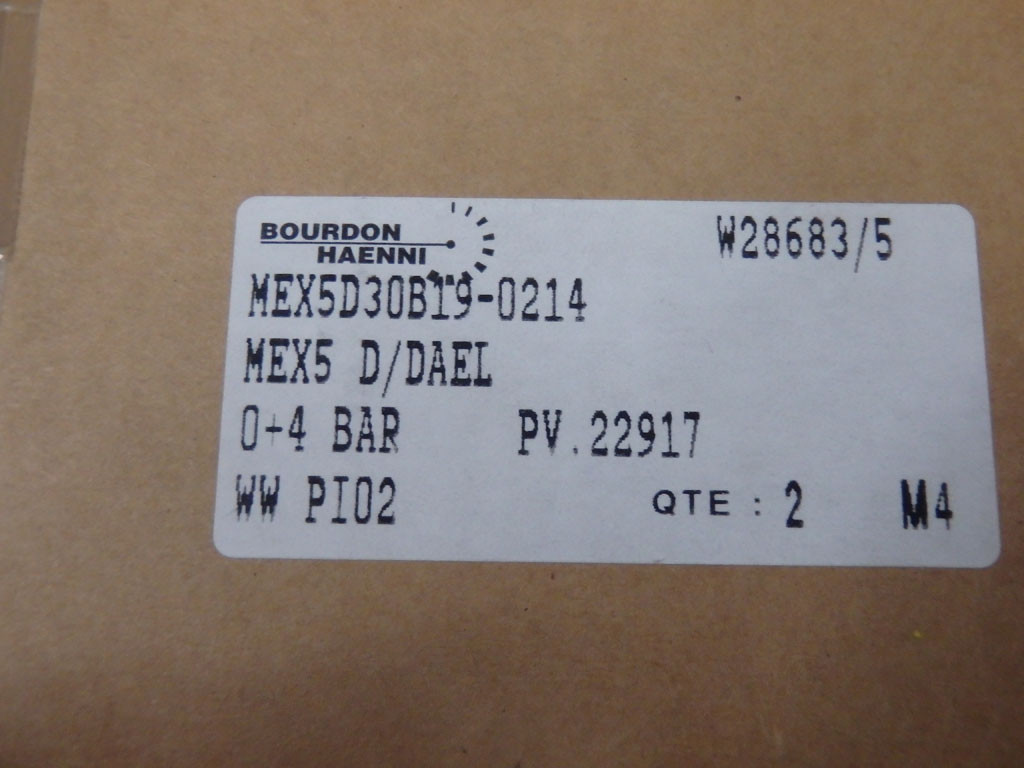 BOURDON
HAENNI
W28683/5
MEX5D30B19-0214
MEX5 D/DAEL
0+4 BAR PV.22917
WW PI02 QTE : 2 M4